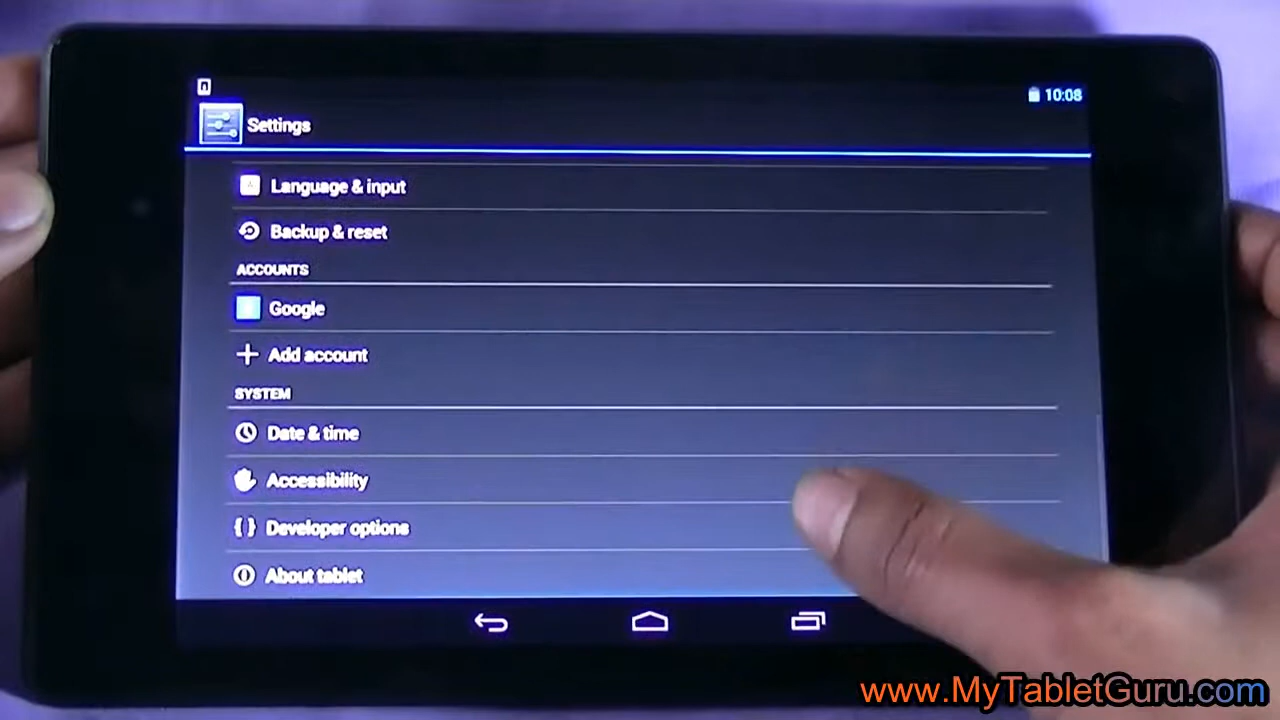 10:08
Settings
Language & input
Backup & reset
ACCOUNTS
Google
Add account
SYSTEM
Date & time
Accessibility
Developer options
About tablet
www.MyTabletGuru.com